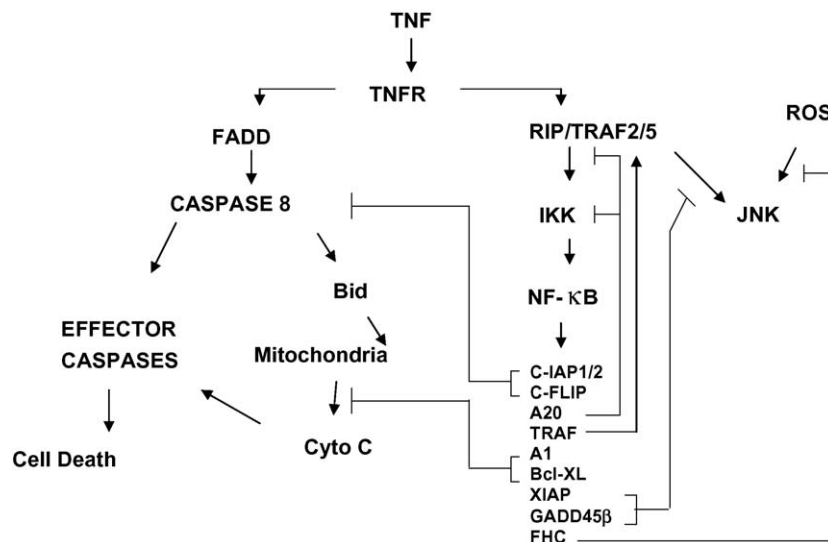 TNF
TNFR
FADD
RIP/TRAF2/5
ROS
CASPASE 8
IKK
JNK
Bid
NF-κB
EFFECTOR
CASPASES
Mitochondria
C-IAP1/2
C-FLIP
A20
TRAF
Cyto C
Cell Death
A1
Bcl-XL
XIAP
GADD45β
FHC